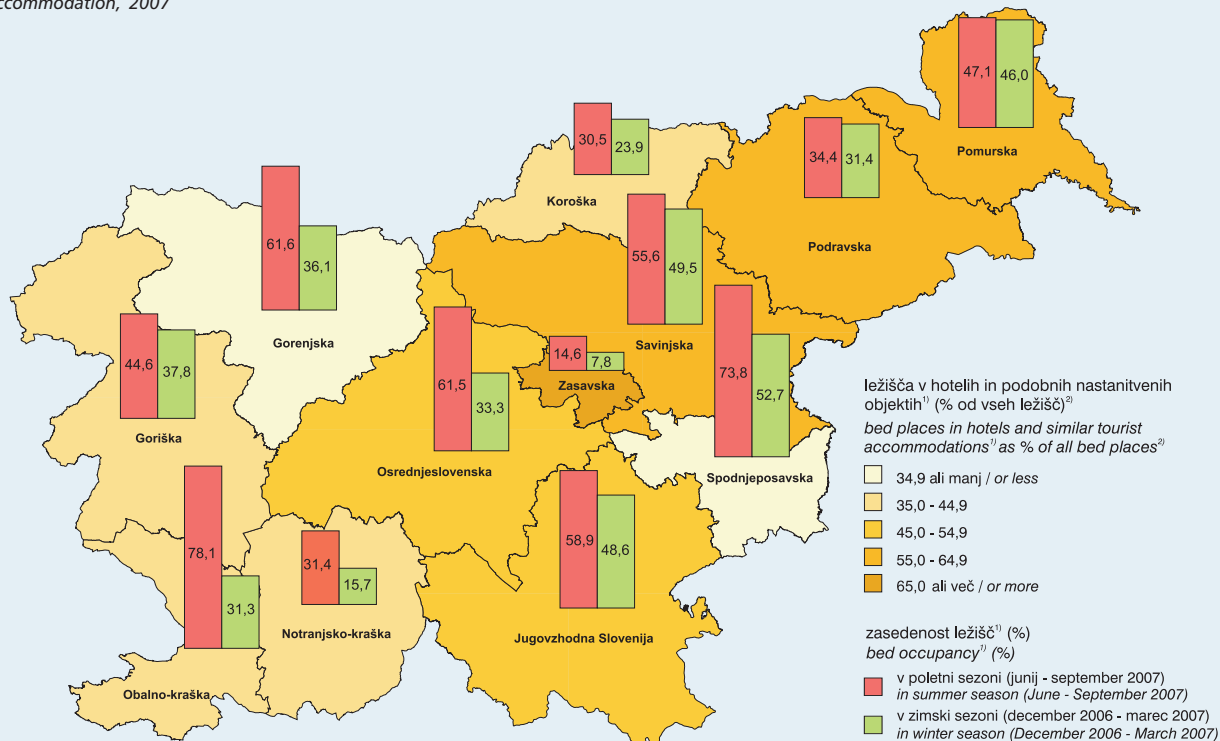 accommodation, 2007
47,1 46,0
Pomurska
30,5 23,9
Koroška
34,4 31,4
Podravska
61,6 36,1
Gorenjska
55,6 49,5
Savinjska
44,6 37,8
Goriška
61,5 33,3
Osrednjeslovenska
14,6 7,8
Zasavska
73,8 52,7
Spodnjeposavska
78,1 31,3
Obalno-kraška
31,4 15,7
Notranjsko-kraška
58,9 48,6
Jugovzhodna Slovenija
ležišča v hotelih in podobnih nastanitvenih
objektih¹⁾ (% od vseh ležišč)²⁾
bed places in hotels and similar tourist
accommodations¹⁾ as % of all bed places²⁾
34,9 ali manj / or less
35,0 - 44,9
45,0 - 54,9
55,0 - 64,9
65,0 ali več / or more
zasedenost ležišč¹⁾ (%)
bed occupancy¹⁾ (%)
v poletni sezoni (junij - september 2007)
in summer season (June - September 2007)
v zimski sezoni (december 2006 - marec 2007)
in winter season (December 2006 - March 2007)